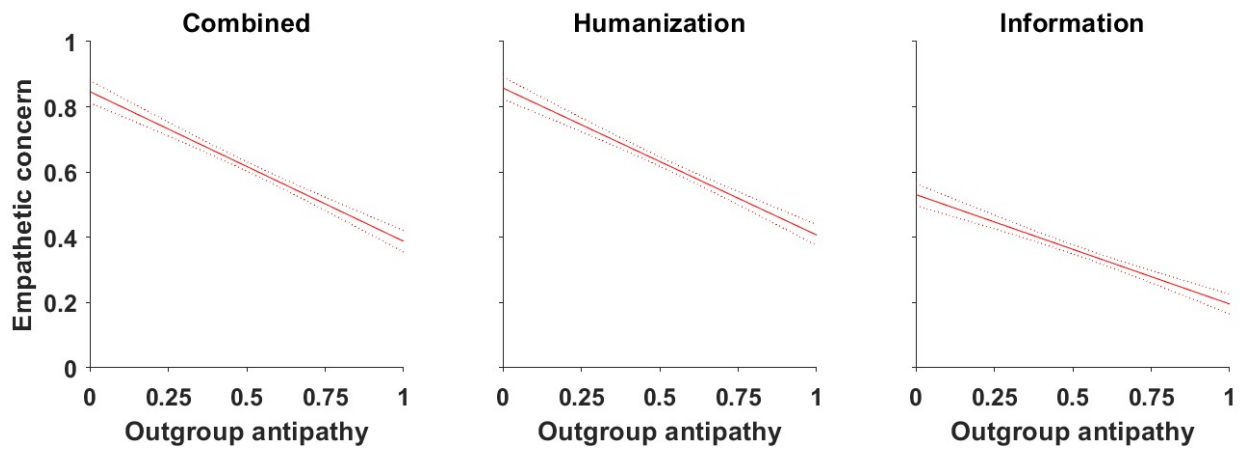 Combined
Humanization
Information
Empathetic concern
1
0.8
0.6
0.4
0.2
0
0 0.25 0.5 0.75 1
0 0.25 0.5 0.75 1
0 0.25 0.5 0.75 1
Outgroup antipathy
Outgroup antipathy
Outgroup antipathy